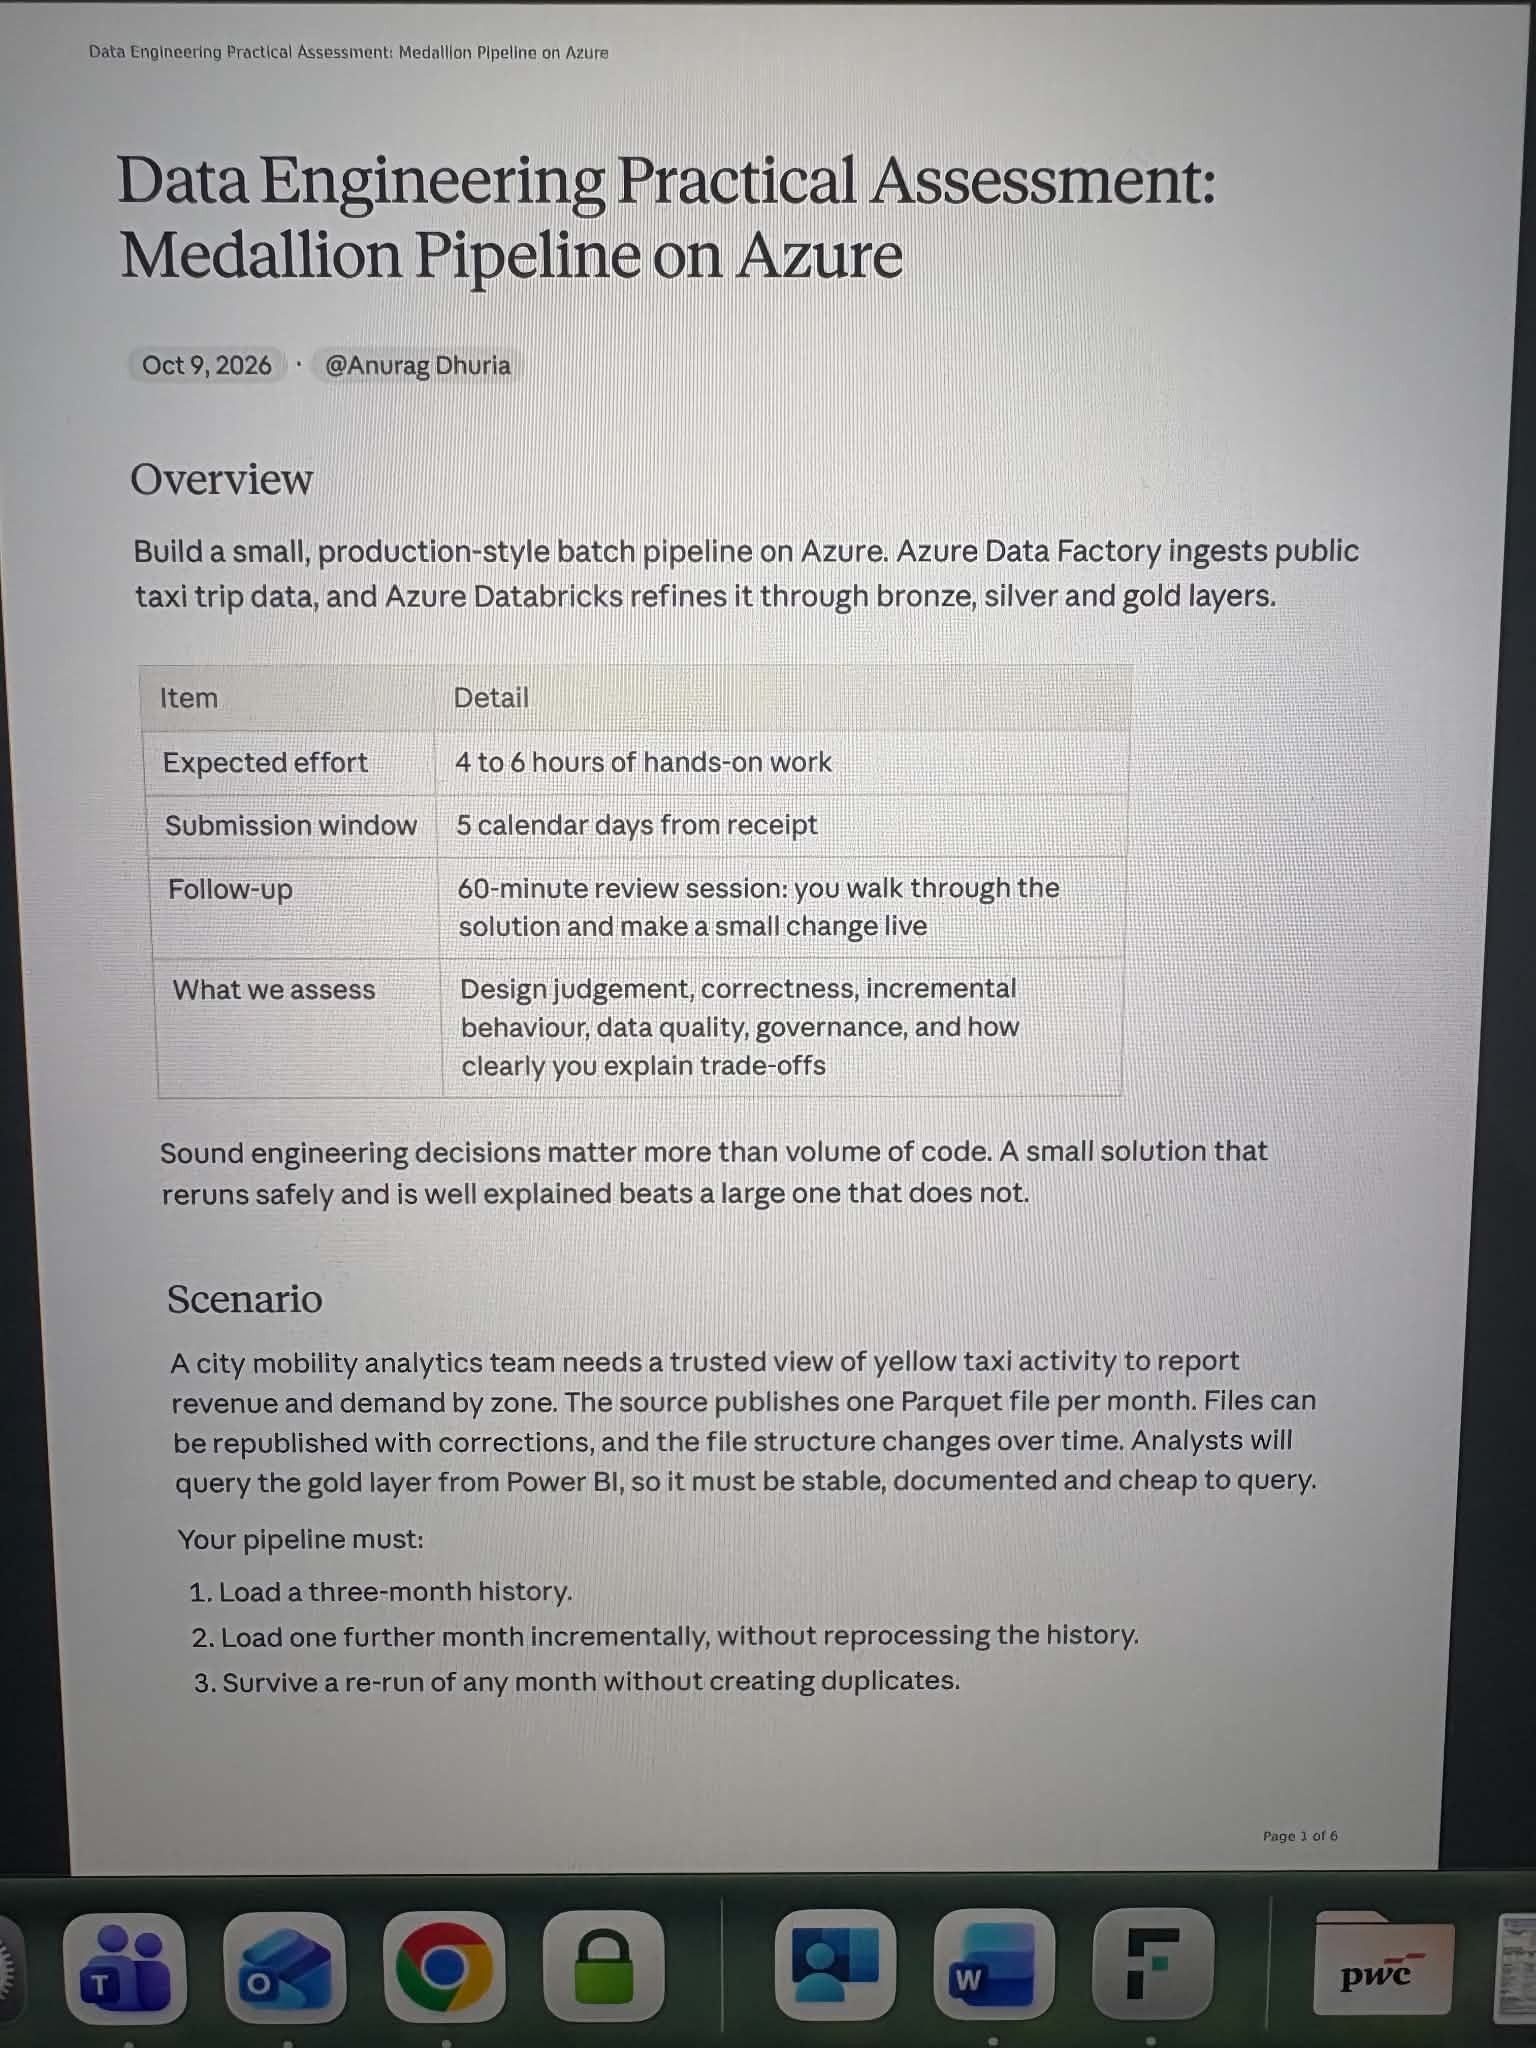 Data Engineering Practical Assessment: Medallion Pipeline on Azure
Data Engineering Practical Assessment:
Medallion Pipeline on Azure
Oct 9, 2026 · @Anurag Dhuria
Overview
Build a small, production-style batch pipeline on Azure. Azure Data Factory ingests public
taxi trip data, and Azure Databricks refines it through bronze, silver and gold layers.
Item Detail
Expected effort 4 to 6 hours of hands-on work
Submission window 5 calendar days from receipt
Follow-up 60-minute review session: you walk through the
solution and make a small change live
What we assess Design judgement, correctness, incremental
behaviour, data quality, governance, and how
clearly you explain trade-offs
Sound engineering decisions matter more than volume of code. A small solution that
reruns safely and is well explained beats a large one that does not.
Scenario
A city mobility analytics team needs a trusted view of yellow taxi activity to report
revenue and demand by zone. The source publishes one Parquet file per month. Files can
be republished with corrections, and the file structure changes over time. Analysts will
query the gold layer from Power BI, so it must be stable, documented and cheap to query.
Your pipeline must:
1. Load a three-month history.
2. Load one further month incrementally, without reprocessing the history.
3. Survive a re-run of any month without creating duplicates.
Page 1 of 6
T O W pwc